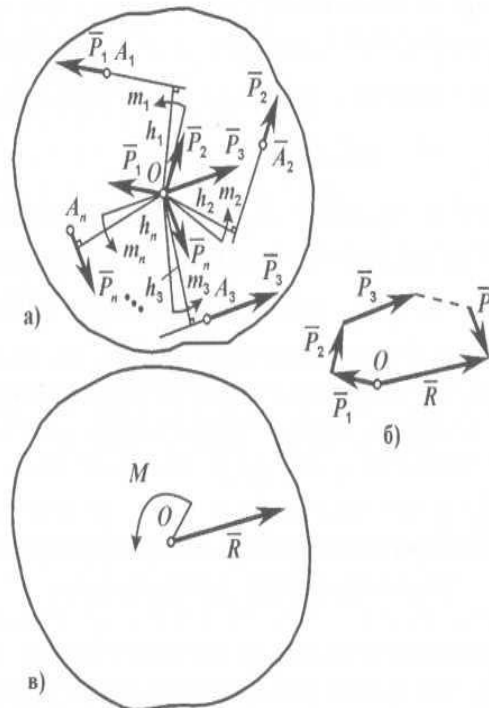 P̅₁ A₁
P̅₂
m₁
h₁
P̅₂
P̅₃
P̅₁
O
A̅₂
Aₙ
h₂
m₂
hₙ
mₙ
P̅ₙ
h₃
P̅ₙ
m₃
A₃
P̅₃
а)
P̅₃
P̅
P̅₂
O
P̅₁
R̅
б)
M
O
R̅
в)